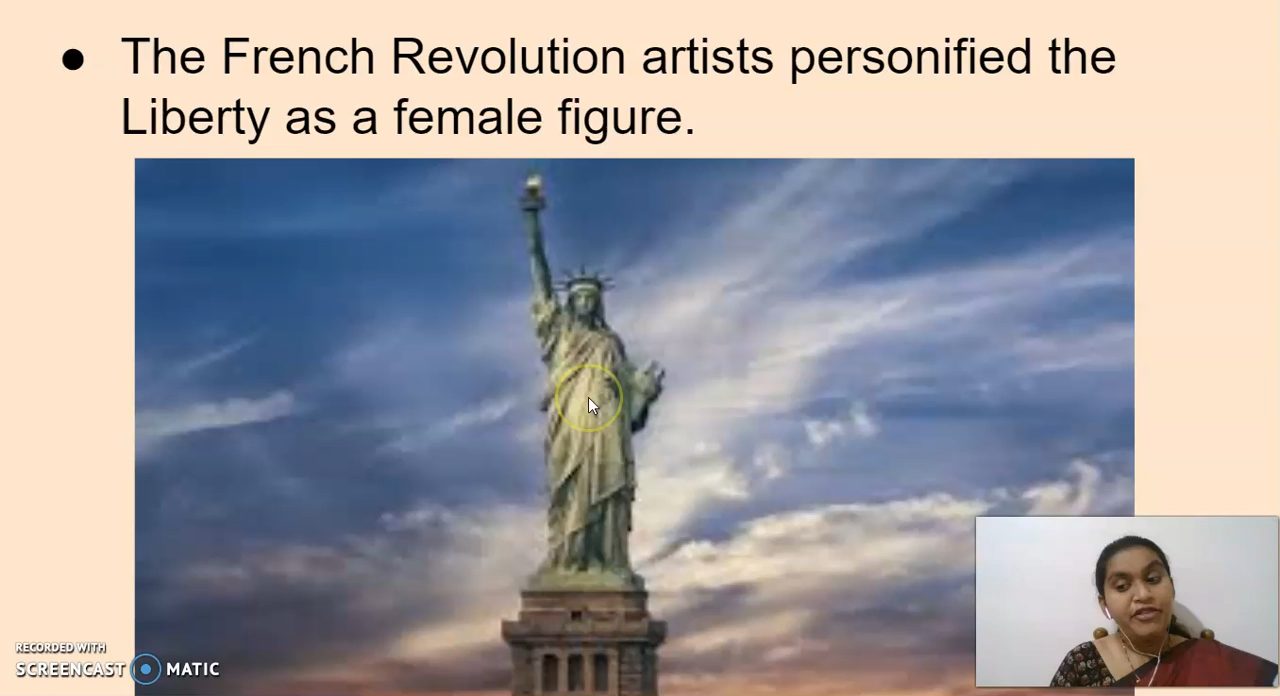 ● The French Revolution artists personified the
Liberty as a female figure.
RECORDED WITH
SCREENCAST MATIC